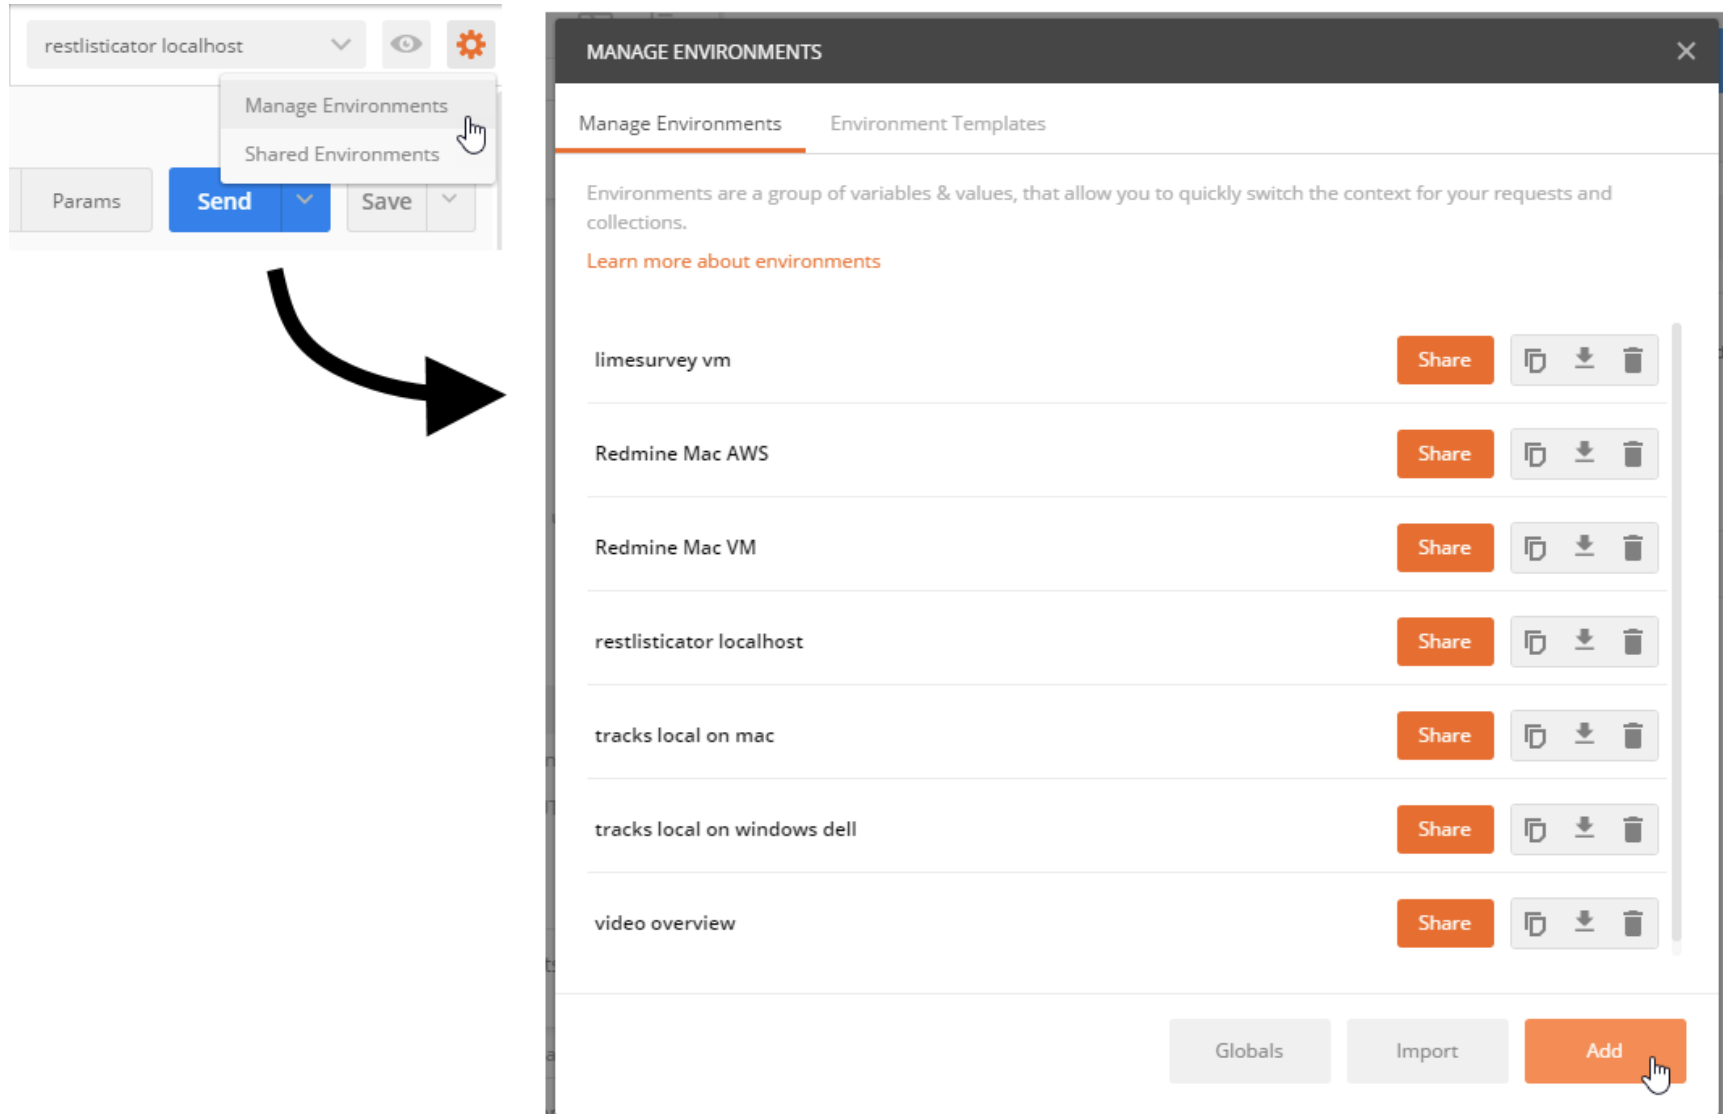 restlisticator localhost
Manage Environments
Shared Environments
Params
Send
Save
MANAGE ENVIRONMENTS
Manage Environments
Environment Templates
Environments are a group of variables & values, that allow you to quickly switch the context for your requests and
collections.
Learn more about environments
limesurvey vm
Share
Redmine Mac AWS
Share
Redmine Mac VM
Share
restlisticator localhost
Share
tracks local on mac
Share
tracks local on windows dell
Share
video overview
Share
Globals
Import
Add